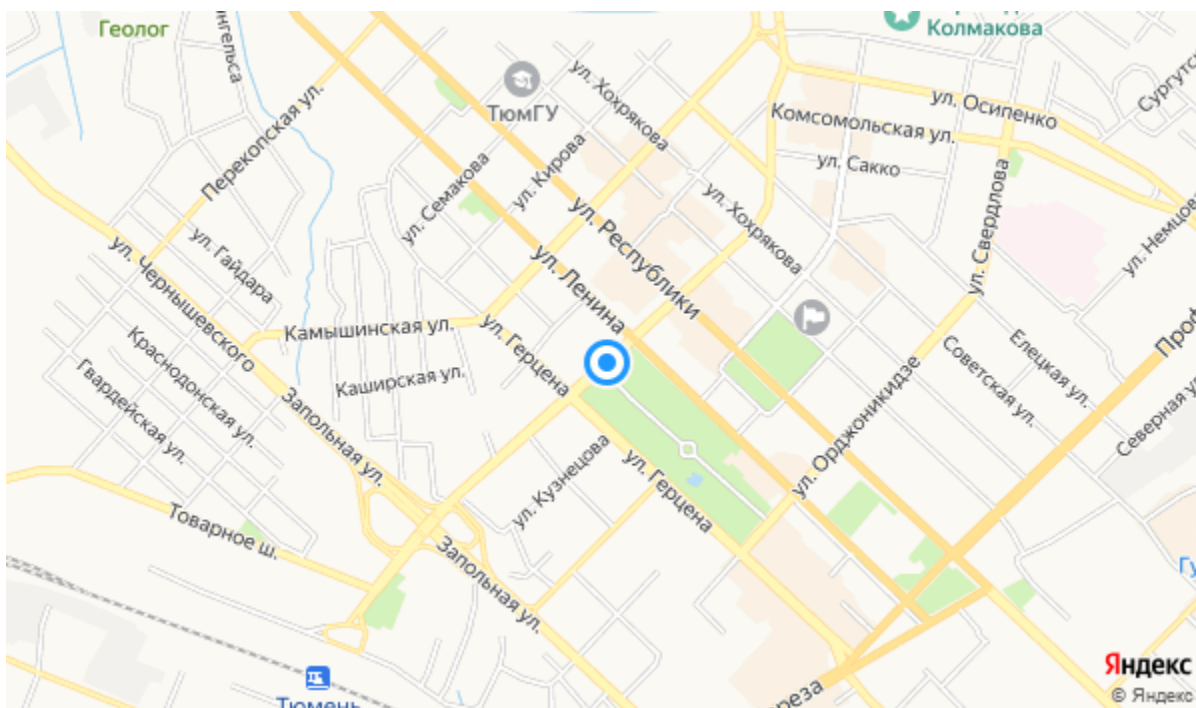 Геолог
Колмакова
ТюмГУ
ул. Хохрякова
ул. Осипенко
Комсомольская ул.
ул. Сакко
Перекопская ул.
ул. Семакова
ул. Кирова
ул. Хохрякова
ул. Свердлова
ул. Немцова
ул. Гайдара
ул. Чернышевского
ул. Республики
ул. Ленина
Камышинская ул.
ул. Герцена
Краснодонская ул.
Каширская ул.
Гвардейская ул.
Елецкая ул.
Советская ул.
Северная у
ул. Орджоникидзе
Запольная ул.
ул. Кузнецова
ул. Герцена
Товарное ш.
Запольная ул.
Тюмень
Яндекс
© Яндекс